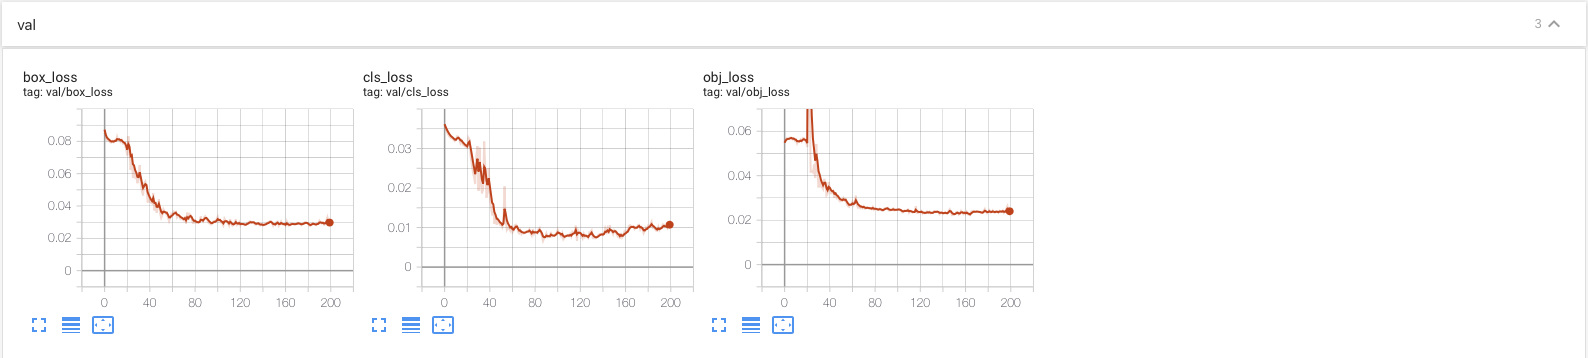 val
3
box_loss
tag: val/box_loss
0.08
0.06
0.04
0.02
0
0 40 80 120 160 200
cls_loss
tag: val/cls_loss
0.03
0.02
0.01
0
0 40 80 120 160 200
obj_loss
tag: val/obj_loss
0.06
0.04
0.02
0
0 40 80 120 160 200